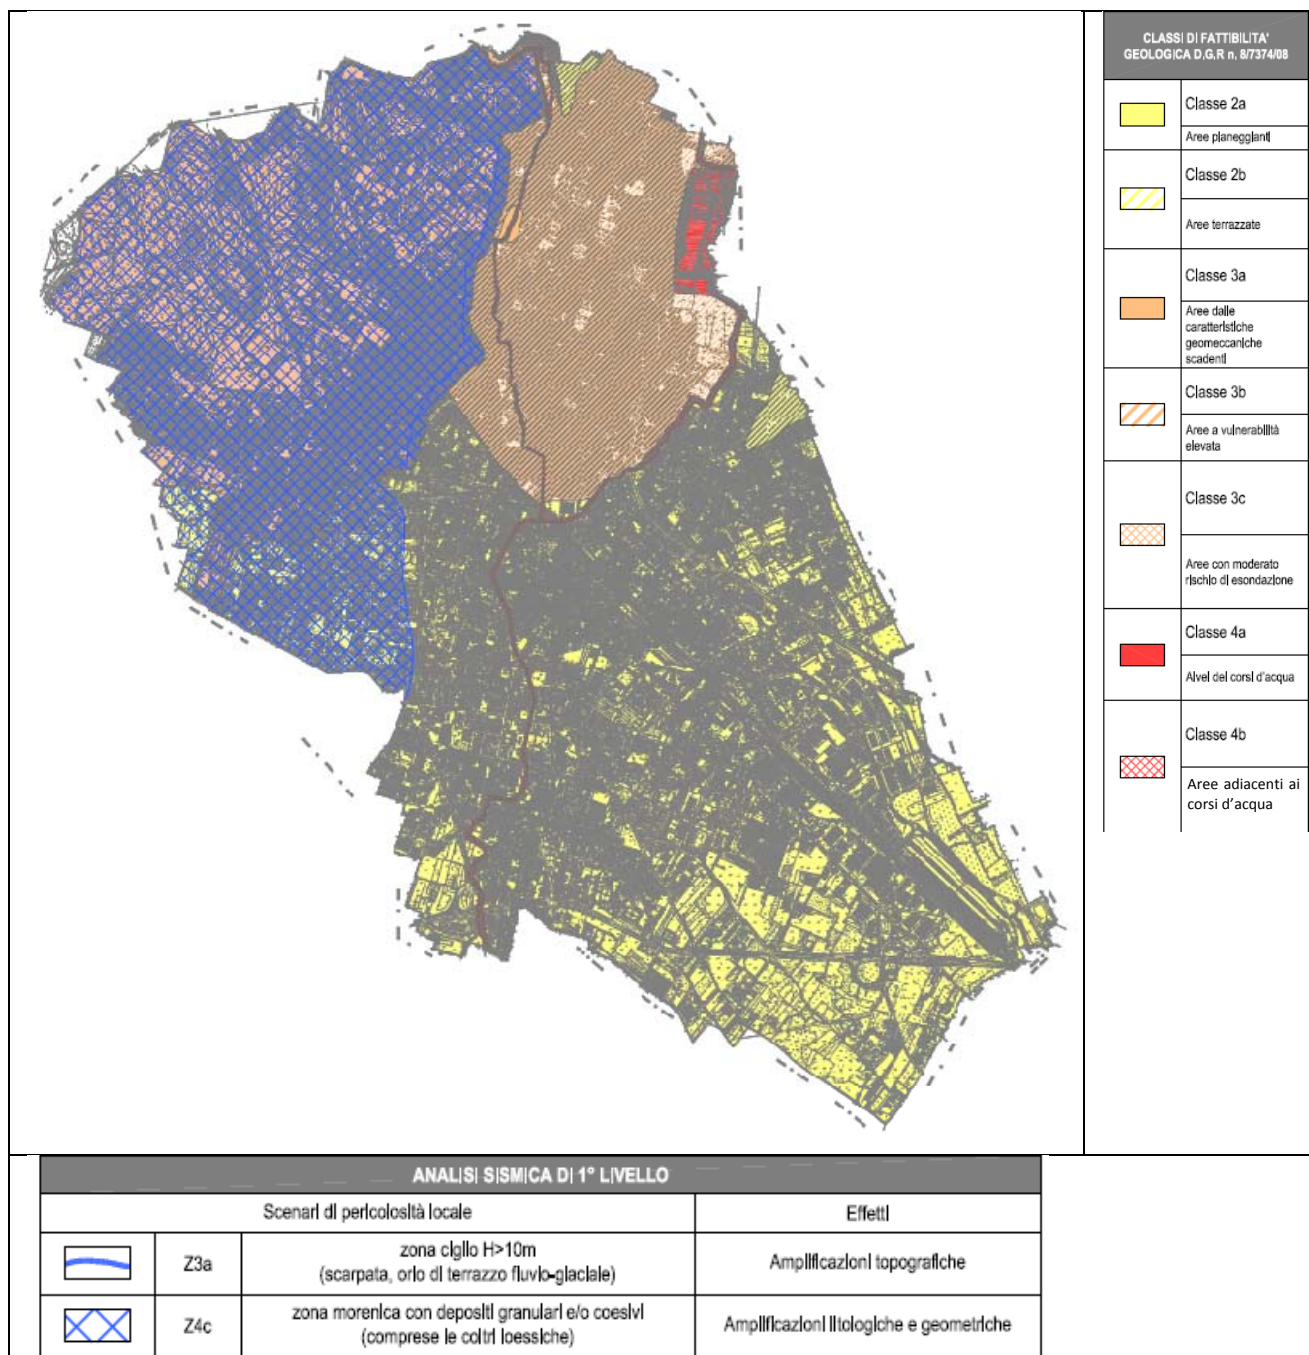 CLASSI DI FATTIBILITA'
GEOLOGICA D.G.R n. 8/7374/08
Classe 2a
Aree pianeggianti
Classe 2b
Aree terrazzate
Classe 3a
Aree dalle
caratteristiche
geomeccaniche
scadenti
Classe 3b
Aree a vulnerabilità
elevata
Classe 3c
Aree con moderato
rischio di esondazione
Classe 4a
Alvei dei corsi d'acqua
Classe 4b
Aree adiacenti ai
corsi d’acqua
ANALISI SISMICA DI 1° LIVELLO
Scenari di pericolosità locale
Effetti
Z3a
zona ciglio H>10m
(scarpata, orlo di terrazzo fluvio-glaciale)
Amplificazioni topografiche
Z4c
zona morenica con depositi granulari e/o coesivi
(comprese le coltri loessiche)
Amplificazioni litologiche e geometriche